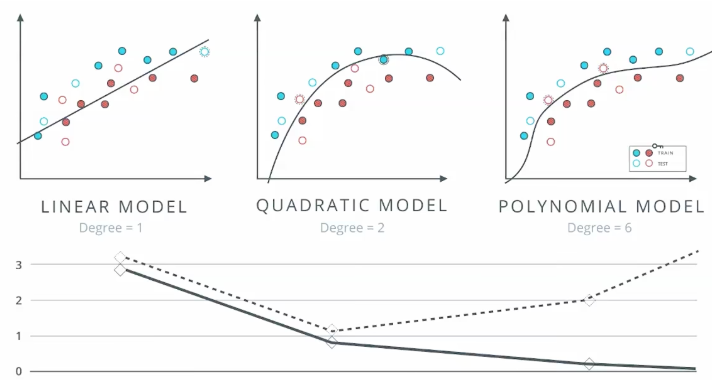 TRAIN
TEST
LINEAR MODEL
QUADRATIC MODEL
POLYNOMIAL MODEL
Degree = 1
Degree = 2
Degree = 6
3
2
1
0